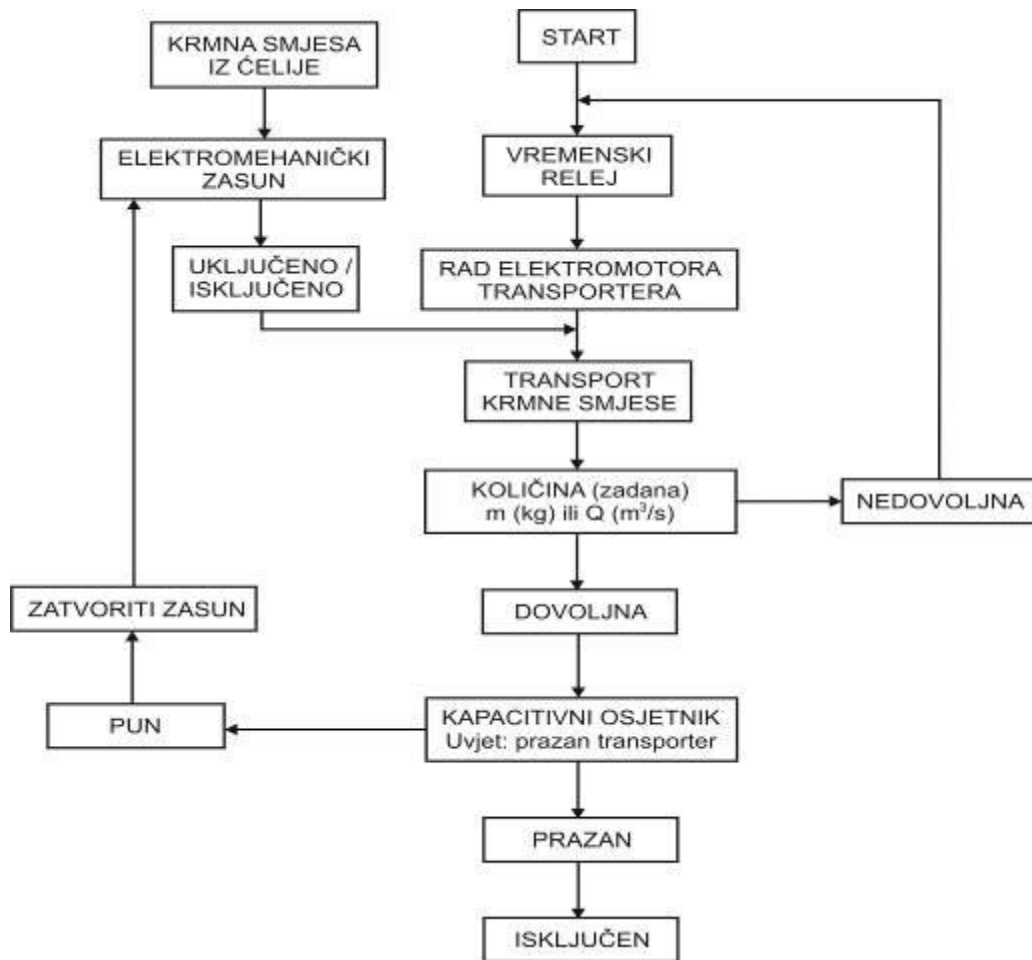 KRMNA SMJESA
IZ ĆELIJE
START
ELEKTROMEHANIČKI
ZASUN
VREMENSKI
RELEJ
UKLJUČENO /
ISKLJUČENO
RAD ELEKTROMOTORA
TRANSPORTERA
TRANSPORT
KRMNE SMJESE
KOLIČINA (zadana)
m (kg) ili Q (m³/s)
NEDOVOLJNA
ZATVORITI ZASUN
DOVOLJNA
PUN
KAPACITIVNI OSJETNIK
Uvjet: prazan transporter
PRAZAN
ISKLJUČEN